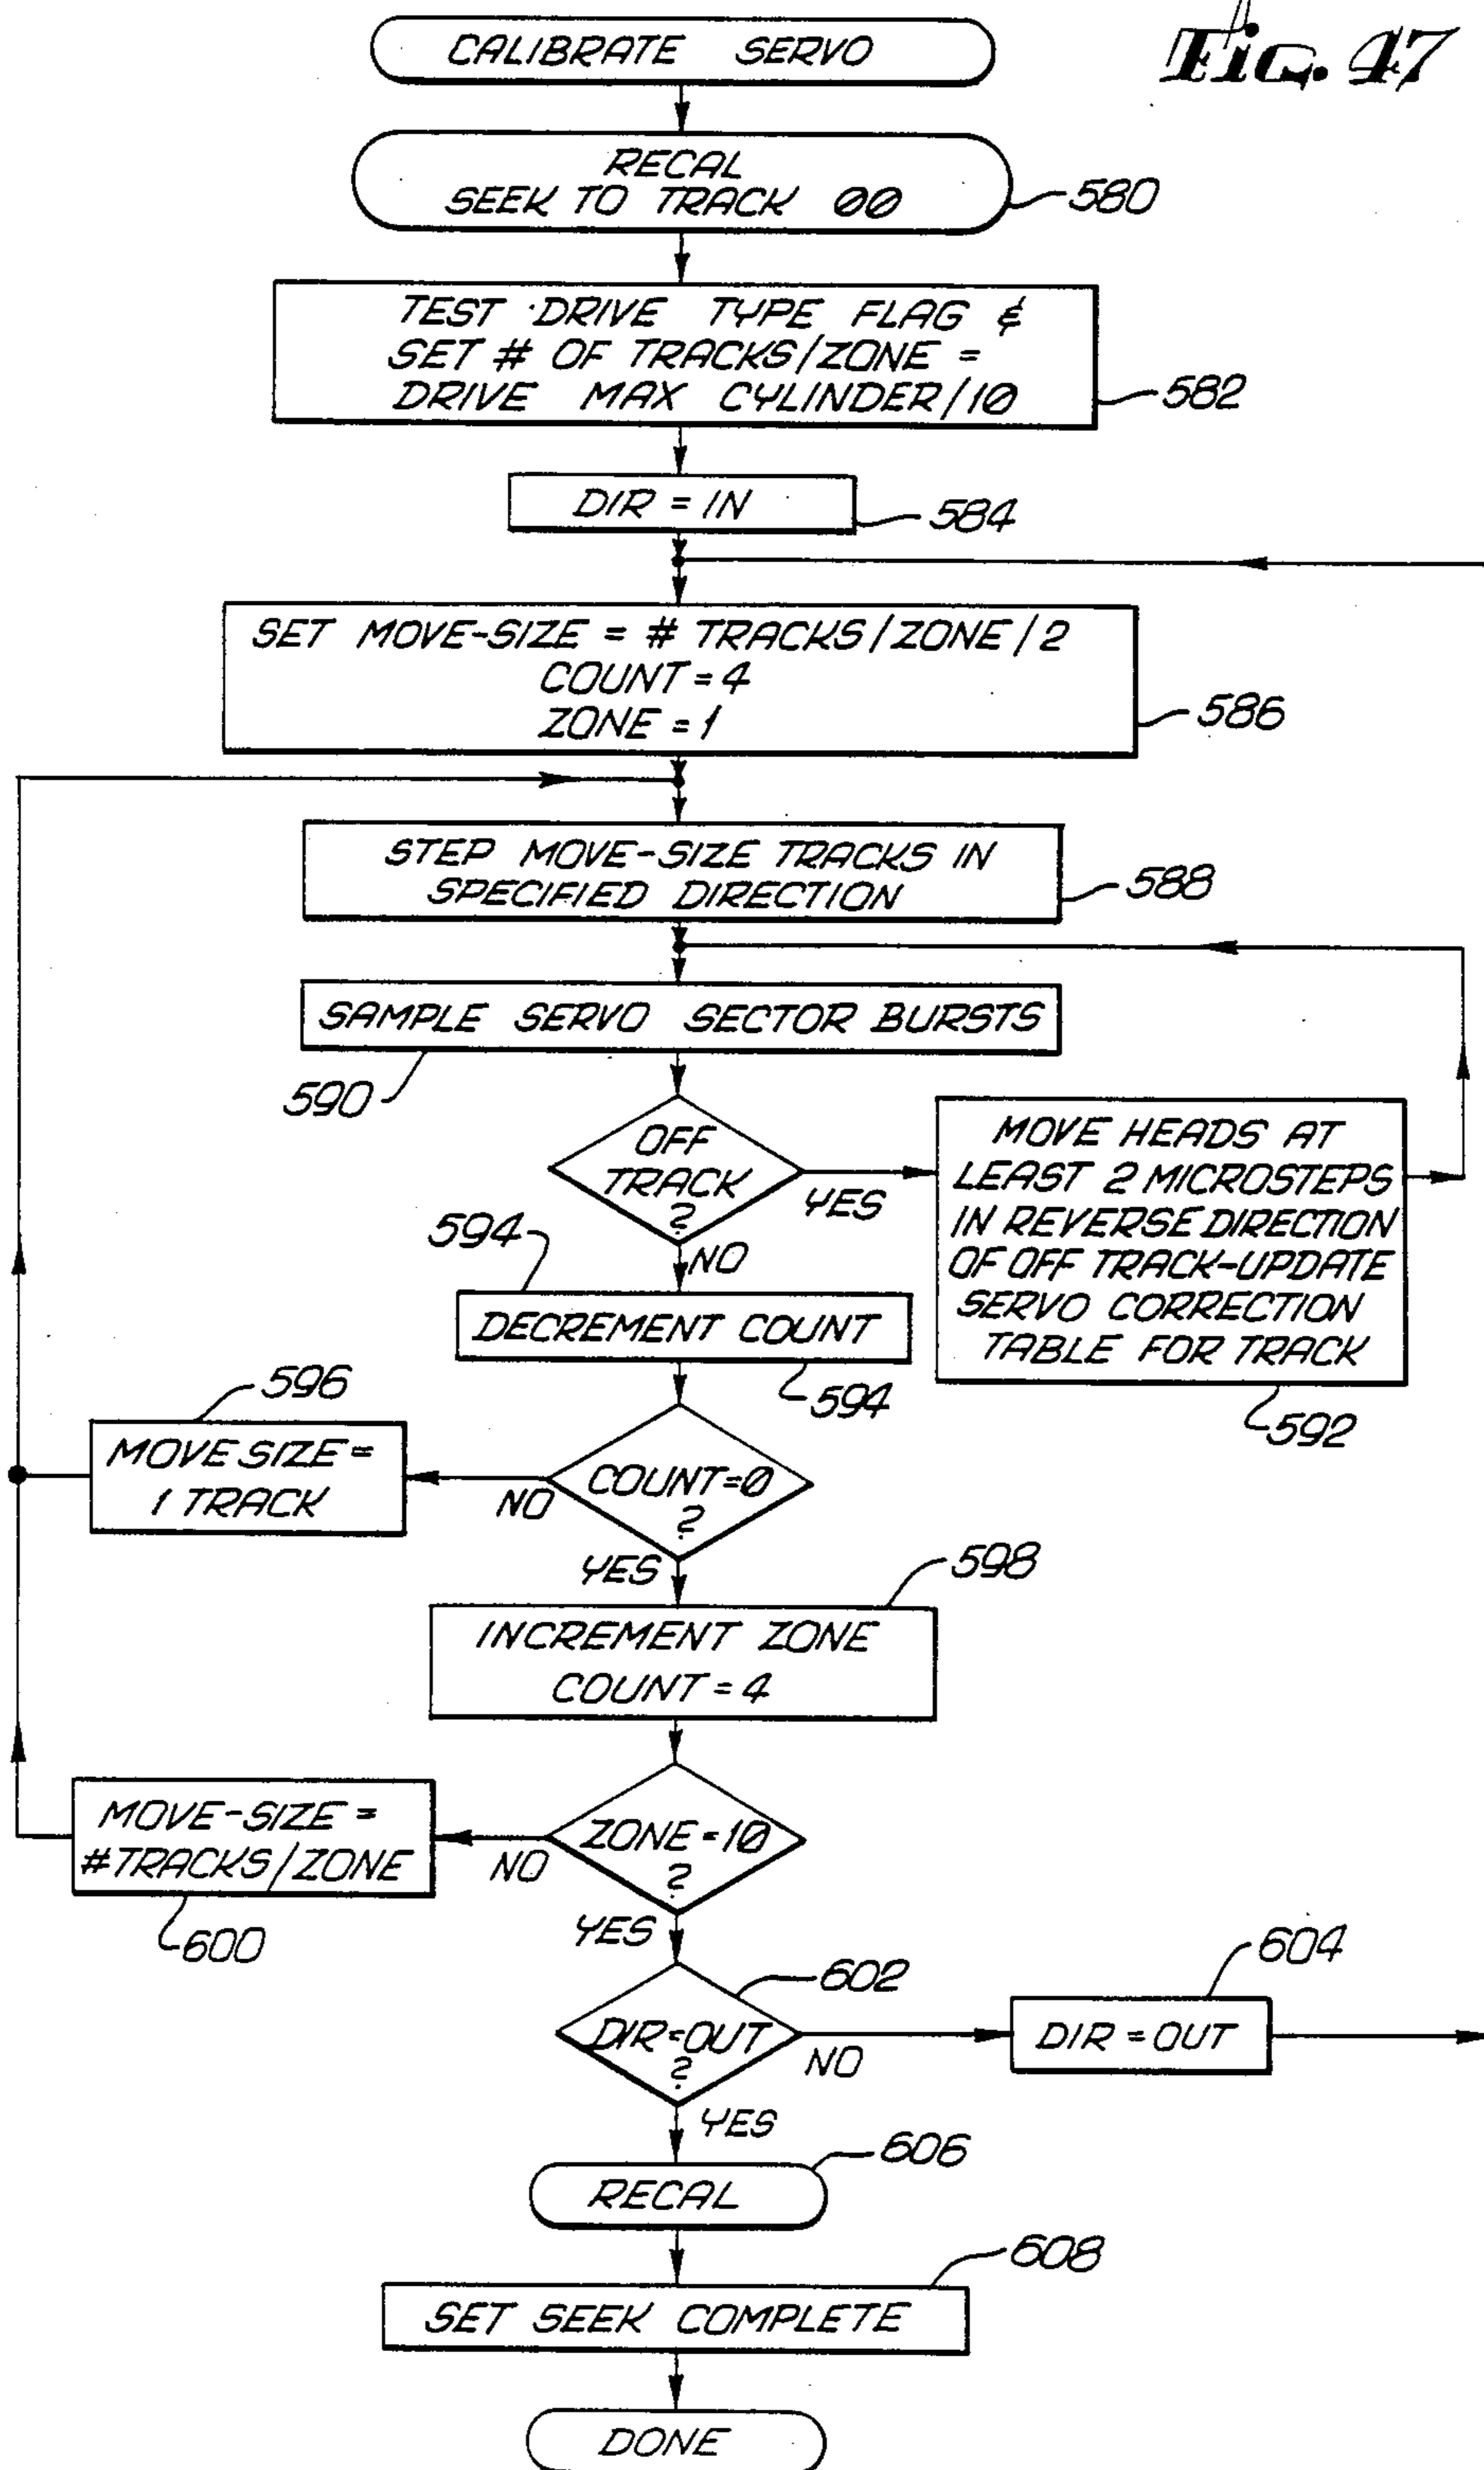 Fig. 47
CALIBRATE SERVO
RECAL
SEEK TO TRACK 00
580
TEST DRIVE TYPE FLAG &
SET # OF TRACKS/ZONE =
DRIVE MAX CYLINDER/10
582
DIR = IN
584
SET MOVE-SIZE = # TRACKS/ZONE/2
COUNT = 4
ZONE = 1
586
STEP MOVE-SIZE TRACKS IN
SPECIFIED DIRECTION
588
SAMPLE SERVO SECTOR BURSTS
590
OFF
TRACK
?
YES
NO
MOVE HEADS AT
LEAST 2 MICROSTEPS
IN REVERSE DIRECTION
OF OFF TRACK-UPDATE
SERVO CORRECTION
TABLE FOR TRACK
592
594
DECREMENT COUNT
594
596
MOVE SIZE =
1 TRACK
COUNT=0
?
NO
YES
598
INCREMENT ZONE
COUNT = 4
MOVE-SIZE =
#TRACKS/ZONE
600
ZONE=10
?
NO
YES
602
DIR=OUT
?
NO
YES
604
DIR = OUT
606
RECAL
608
SET SEEK COMPLETE
DONE